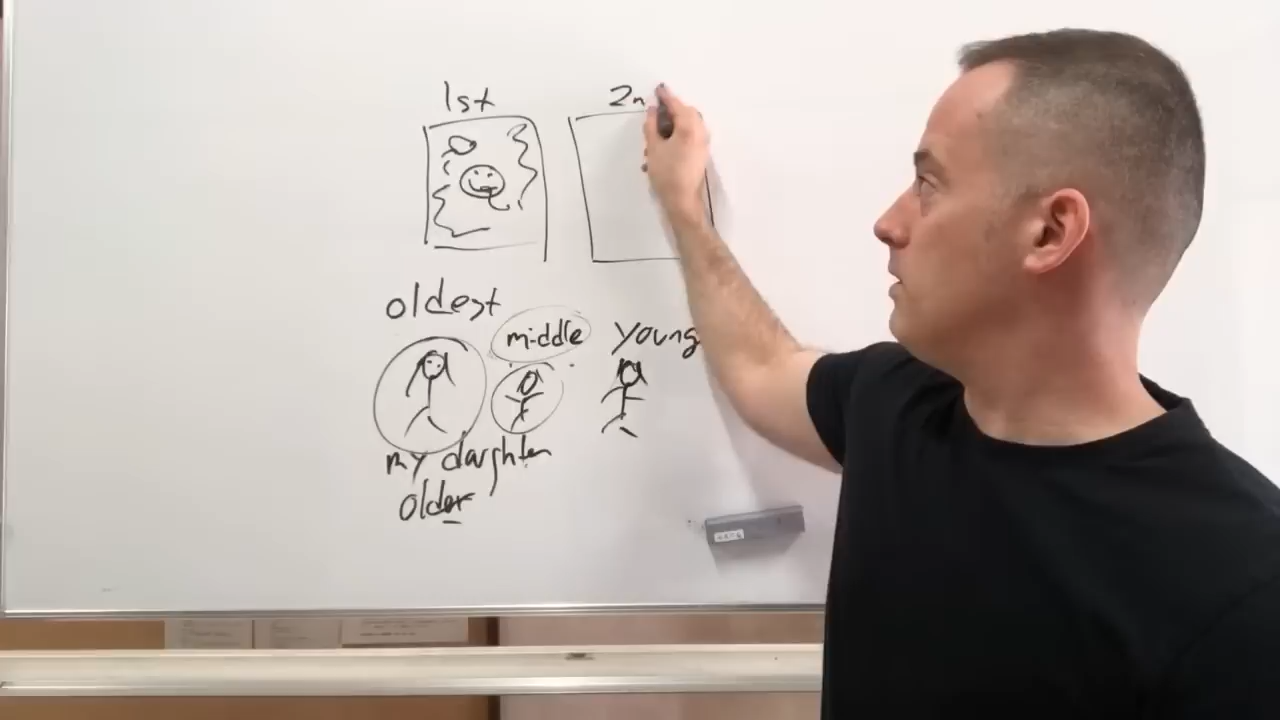 1st 2n
oldest
middle young
my daughter
older